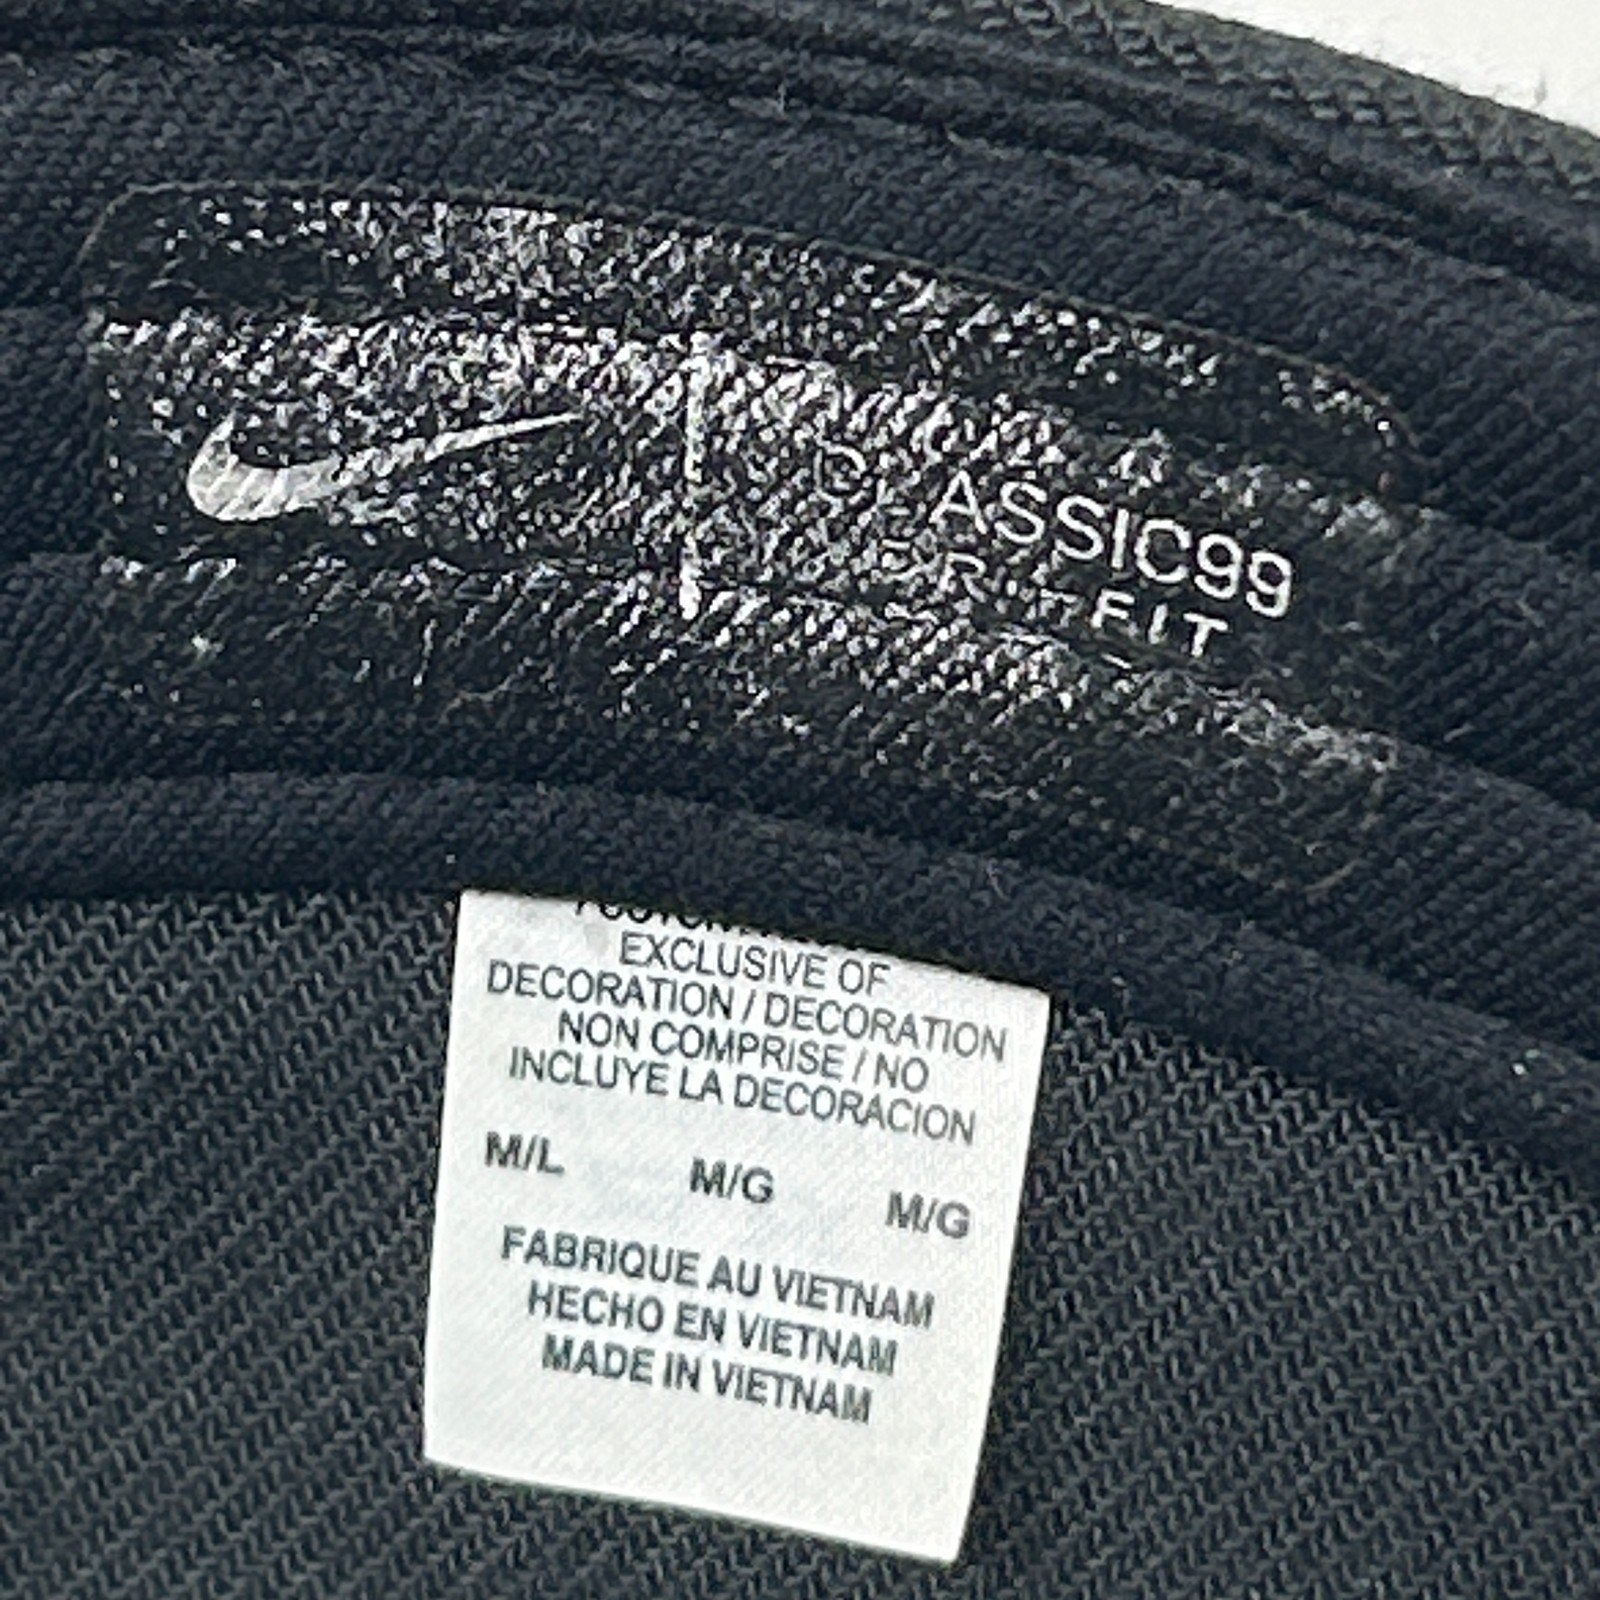 CLASSIC99
FIT
EXCLUSIVE OF
DECORATION / DECORATION
NON COMPRISE / NO
INCLUYE LA DECORACION
M/L M/G M/G
FABRIQUE AU VIETNAM
HECHO EN VIETNAM
MADE IN VIETNAM